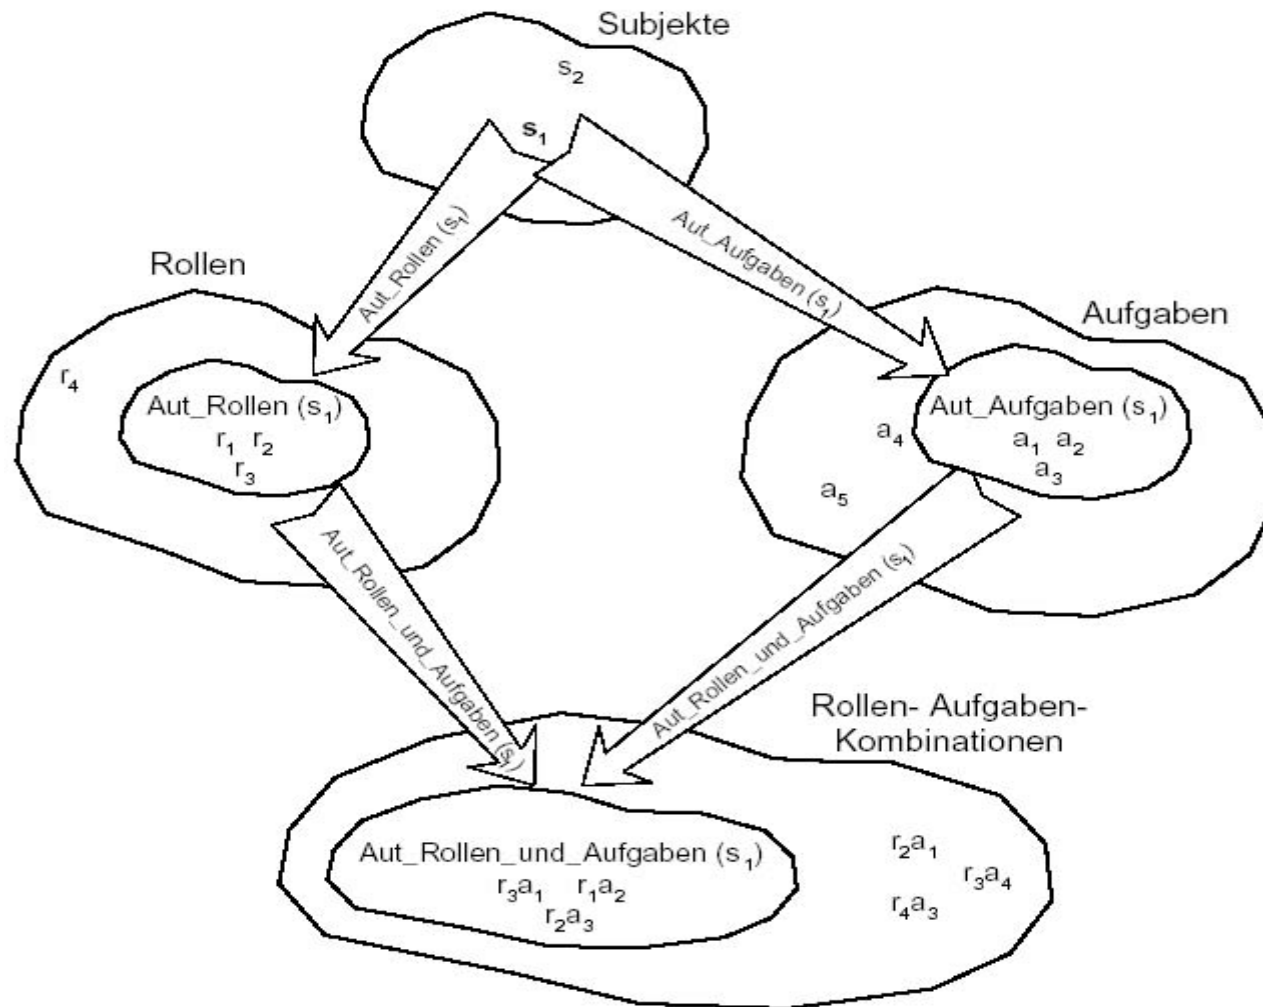 Subjekte
s2
s1
Aut_Rollen (s1)
Aut_Aufgaben (s1)
Rollen
Aufgaben
r4
Aut_Rollen (s1)
r1 r2
r3
Aut_Aufgaben (s1)
a1 a2
a3
a4
a5
Aut_Rollen_und_Aufgaben (s1)
Aut_Rollen_und_Aufgaben (s1)
Rollen- Aufgaben-
Kombinationen
Aut_Rollen_und_Aufgaben (s1)
r3a1 r1a2
r2a3
r2a1
r3a4
r4a3